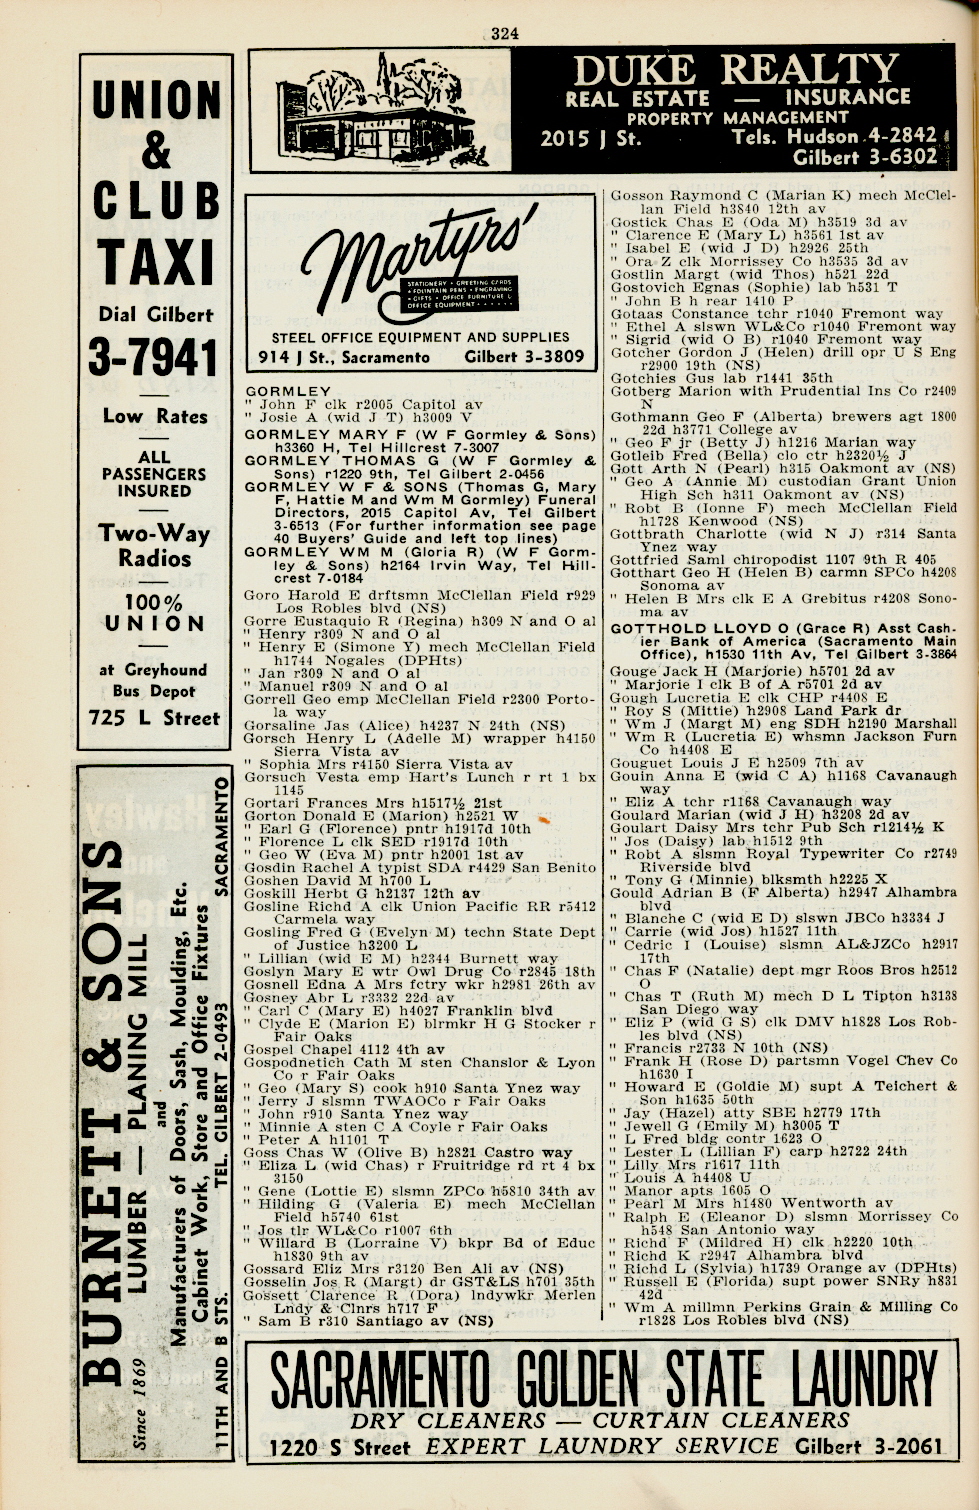 324
UNION
&
CLUB
TAXI
Dial Gilbert
3-7941
Low Rates
ALL
PASSENGERS
INSURED
Two-Way
Radios
100%
UNION
at Greyhound
Bus Depot
725 L Street
BURNETT & SONS
Since 1869 LUMBER — PLANING MILL
and
Manufacturers of Doors, Sash, Moulding, Etc.
Cabinet Work, Store and Office Fixtures
11TH AND B STS. TEL. GILBERT 2-0493 SACRAMENTO
DUKE REALTY
REAL ESTATE — INSURANCE
PROPERTY MANAGEMENT
2015 J St. Tels. Hudson 4-2842
Gilbert 3-6302
Martyrs'
STATIONERY • GREETING CARDS
• FOUNTAIN PENS • ENGRAVING
• GIFTS • OFFICE FURNITURE &
OFFICE EQUIPMENT • • • • • •
STEEL OFFICE EQUIPMENT AND SUPPLIES
914 J St., Sacramento Gilbert 3-3809
GORMLEY
" John F clk r2005 Capitol av
" Josie A (wid J T) h3009 V
GORMLEY MARY F (W F Gormley & Sons)
h3360 H, Tel Hillcrest 7-3007
GORMLEY THOMAS G (W F Gormley &
Sons) r1220 9th, Tel Gilbert 2-0456
GORMLEY W F & SONS (Thomas G, Mary
F, Hattie M and Wm M Gormley) Funeral
Directors, 2015 Capitol Av, Tel Gilbert
3-6513 (For further information see page
40 Buyers' Guide and left top lines)
GORMLEY WM M (Gloria R) (W F Gorm-
ley & Sons) h2164 Irvin Way, Tel Hill-
crest 7-0184
Goro Harold E drftsmn McClellan Field r929
Los Robles blvd (NS)
Gorre Eustaquio R (Regina) h309 N and O al
" Henry r309 N and O al
" Henry E (Simone Y) mech McClellan Field
h1744 Nogales (DPHts)
" Jan r309 N and O al
" Manuel r309 N and O al
Gorrell Geo emp McClellan Field r2300 Porto-
la way
Gorsaline Jas (Alice) h4237 N 24th (NS)
Gorsch Henry L (Adelle M) wrapper h4150
Sierra Vista av
" Sophia Mrs r4150 Sierra Vista av
Gorsuch Vesta emp Hart's Lunch r rt 1 bx
1145
Gortari Frances Mrs h1517½ 21st
Gorton Donald E (Marion) h2521 W
" Earl G (Florence) pntr h1917d 10th
" Florence L clk SED r1917d 10th
" Geo W (Eva M) pntr h2001 1st av
Gosdin Rachel A typist SDA r4429 San Benito
Goshen David M h700 L
Goskill Herbt G h2137 12th av
Gosline Richd A clk Union Pacific RR r5412
Carmela way
Gosling Fred G (Evelyn M) techn State Dept
of Justice h3200 L
" Lillian (wid E M) h2344 Burnett way
Goslyn Mary E wtr Owl Drug Co r2845 18th
Gosnell Edna A Mrs fctry wkr h2981 26th av
Gosney Abr L r3332 22d av
" Carl C (Mary E) h4027 Franklin blvd
" Clyde E (Marion E) blrmkr H G Stocker r
Fair Oaks
Gospel Chapel 4112 4th av
Gospodnetich Cath M sten Chanslor & Lyon
Co r Fair Oaks
" Geo (Mary S) cook h910 Santa Ynez way
" Jerry J slsmn TWAOCo r Fair Oaks
" John r910 Santa Ynez way
" Minnie A sten C A Coyle r Fair Oaks
" Peter A h1101 T
Goss Chas W (Olive B) h2821 Castro way
" Eliza L (wid Chas) r Fruitridge rd rt 4 bx
3150
" Gene (Lottie E) slsmn ZPCo h5810 34th av
" Hilding G (Valeria E) mech McClellan
Field h5740 61st
" Jos tlr WL&Co r1007 6th
" Willard B (Lorraine V) bkpr Bd of Educ
h1830 9th av
Gossard Eliz Mrs r3120 Ben Ali av (NS)
Gosselin Jos R (Margt) dr GST&LS h701 35th
Gossett Clarence R (Dora) lndywkr Merlen
Lndy & Clnrs h717 F
" Sam B r310 Santiago av (NS)
Gosson Raymond C (Marian K) mech McClel-
lan Field h3840 12th av
Gostick Chas E (Oda M) h3519 3d av
" Clarence E (Mary L) h3561 1st av
" Isabel E (wid J D) h2926 25th
" Ora Z clk Morrissey Co h3535 3d av
Gostlin Margt (wid Thos) h521 22d
Gostovich Egnas (Sophie) lab h531 T
" John B h rear 1410 P
Gotaas Constance tchr r1040 Fremont way
" Ethel A slswn WL&Co r1040 Fremont way
" Sigrid (wid O B) r1040 Fremont way
Gotcher Gordon J (Helen) drill opr U S Eng
r2900 19th (NS)
Gotchies Gus lab r1441 35th
Gotberg Marion with Prudential Ins Co r2409
N
Gothmann Geo F (Alberta) brewers agt 1800
22d h3771 College av
" Geo F jr (Betty J) h1216 Marian way
Gotleib Fred (Bella) clo ctr h2320½ J
Gott Arth N (Pearl) h315 Oakmont av (NS)
" Geo A (Annie M) custodian Grant Union
High Sch h311 Oakmont av (NS)
" Robt B (Ionne F) mech McClellan Field
h1728 Kenwood (NS)
Gottbrath Charlotte (wid N J) r314 Santa
Ynez way
Gottfried Saml chiropodist 1107 9th R 405
Gotthart Geo H (Helen B) carmn SPCo h4208
Sonoma av
" Helen B Mrs clk E A Grebitus r4208 Sono-
ma av
GOTTHOLD LLOYD O (Grace R) Asst Cash-
ier Bank of America (Sacramento Main
Office), h1530 11th Av, Tel Gilbert 3-3864
Gouge Jack H (Marjorie) h5701 2d av
" Marjorie I clk B of A r5701 2d av
Gough Lucretia E clk CHP r4408 E
" Roy S (Mittie) h2908 Land Park dr
" Wm J (Margt M) eng SDH h2190 Marshall
" Wm R (Lucretia E) whsmn Jackson Furn
Co h4408 E
Gouguet Louis J E h2509 7th av
Gouin Anna E (wid C A) h1168 Cavanaugh
way
" Eliz A tchr r1168 Cavanaugh way
Goulard Marian (wid J H) h3208 2d av
Goulart Daisy Mrs tchr Pub Sch r1214½ K
" Jos (Daisy) lab h1512 9th
" Robt A slsmn Royal Typewriter Co r2749
Riverside blvd
" Tony G (Minnie) blksmth h2225 X
Gould Adrian B (F Alberta) h2947 Alhambra
blvd
" Blanche C (wid E D) slswn JBCo h3334 J
" Carrie (wid Jos) h1527 11th
" Cedric I (Louise) slsmn AL&JZCo h2917
17th
" Chas F (Natalie) dept mgr Roos Bros h2512
O
" Chas T (Ruth M) mech D L Tipton h3138
San Diego way
" Eliz P (wid G S) clk DMV h1828 Los Rob-
les blvd (NS)
" Francis r2733 N 10th (NS)
" Frank H (Rose D) partsmn Vogel Chev Co
h1630 I
" Howard E (Goldie M) supt A Teichert &
Son h1635 50th
" Jay (Hazel) atty SBE h2779 17th
" Jewell G (Emily M) h3005 T
" L Fred bldg contr 1623 O
" Lester L (Lillian F) carp h2722 24th
" Lilly Mrs r1617 11th
" Louis A h4408 U
" Manor apts 1605 O
" Pearl M Mrs h1480 Wentworth av
" Ralph E (Eleanor D) slsmn Morrissey Co
h548 San Antonio way
" Richd F (Mildred H) clk h2220 10th
" Richd K r2947 Alhambra blvd
" Richd L (Sylvia) h1739 Orange av (DPHts)
" Russell E (Florida) supt power SNRy h831
42d
" Wm A millmn Perkins Grain & Milling Co
r1828 Los Robles blvd (NS)
SACRAMENTO GOLDEN STATE LAUNDRY
DRY CLEANERS — CURTAIN CLEANERS
1220 S Street EXPERT LAUNDRY SERVICE Gilbert 3-2061